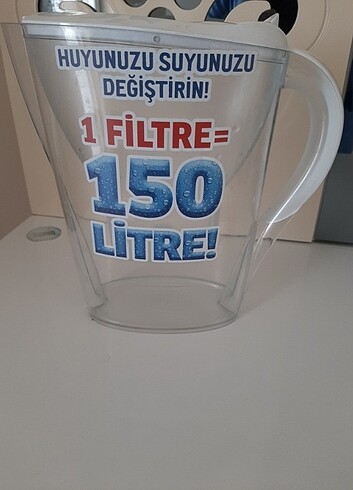 HUYUNUZU SUYUNUZU
DEĞİŞTİRİN!
1 FİLTRE=
150
LİTRE!